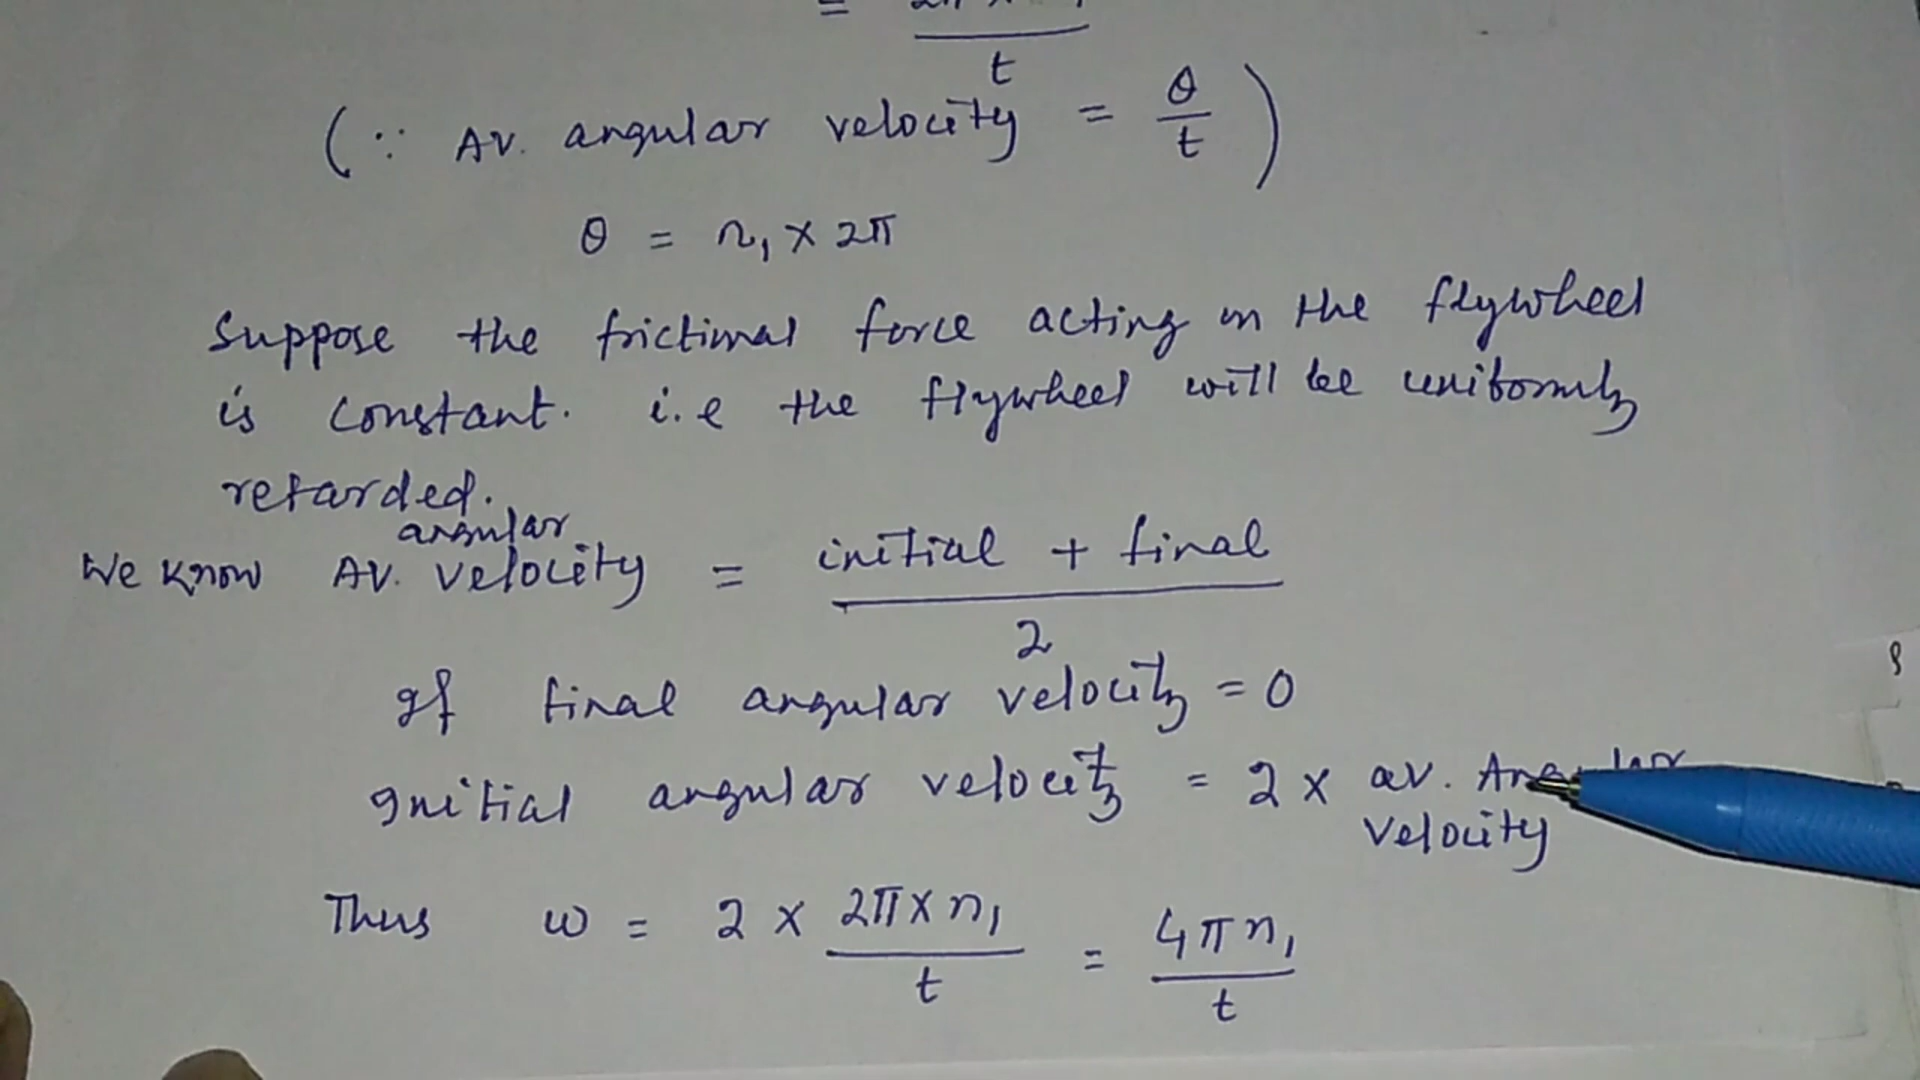 =
t
(∵ Av. angular velocity = θ/t)
θ = n₁ × 2π
Suppose the frictional force acting on the flywheel
is constant. i.e the flywheel will be uniformly
retarded.
angular
We know Av. velocity = initial + final / 2
If final angular velocity = 0
Initial angular velocity = 2 × av. Angular
velocity
Thus ω = 2 × 2π × n₁ / t = 4πn₁ / t